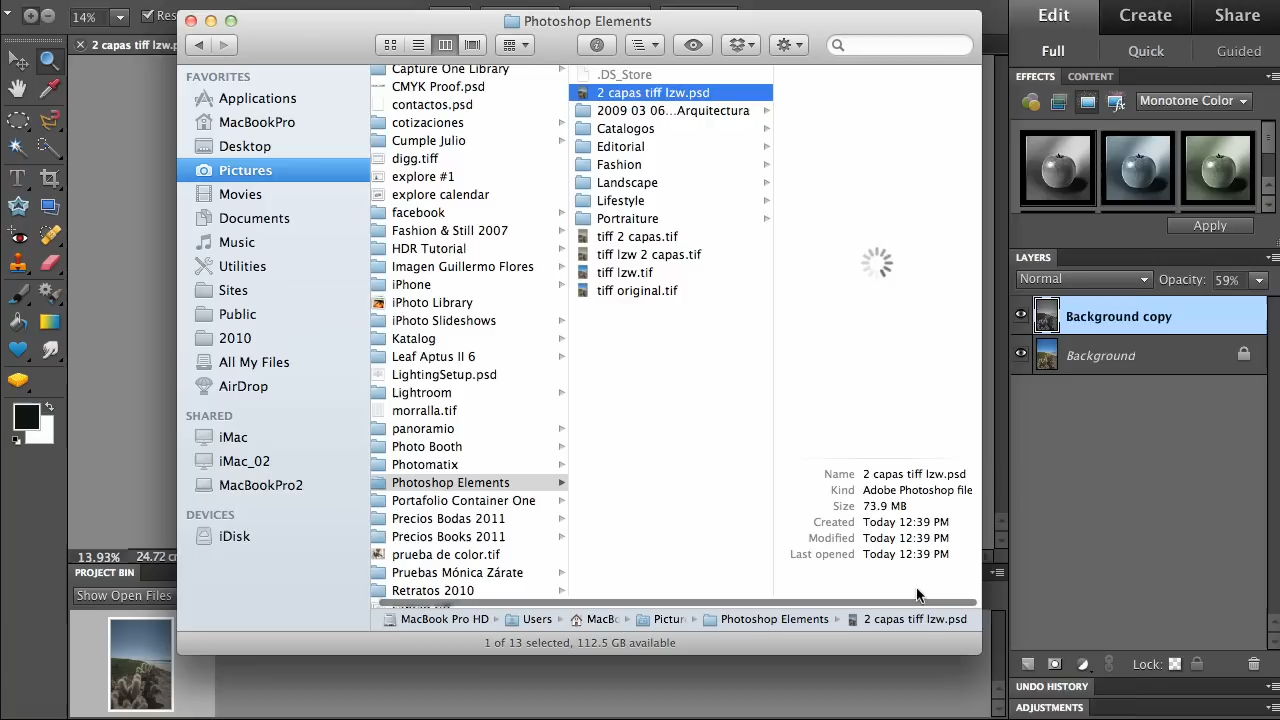 14%
Res
Photoshop Elements
Edit
Create
Share
2 capas tiff lzw.p
Full
Quick
Guided
FAVORITES
Applications
MacBookPro
Desktop
Pictures
Movies
Documents
Music
Utilities
Sites
Public
2010
All My Files
AirDrop
SHARED
iMac
iMac_02
MacBookPro2
DEVICES
iDisk
Capture One Library
CMYK Proof.psd
contactos.psd
cotizaciones
Cumple Julio
digg.tiff
explore #1
explore calendar
facebook
Fashion & Still 2007
HDR Tutorial
Imagen Guillermo Flores
iPhone
iPhoto Library
iPhoto Slideshows
Katalog
Leaf Aptus II 6
LightingSetup.psd
Lightroom
morralla.tif
panoramio
Photo Booth
Photomatix
Photoshop Elements
Portafolio Container One
Precios Bodas 2011
Precios Books 2011
prueba de color.tif
Pruebas Mónica Zárate
Retratos 2010
.DS_Store
2 capas tiff lzw.psd
2009 03 06...Arquitectura
Catalogos
Editorial
Fashion
Landscape
Lifestyle
Portraiture
tiff 2 capas.tif
tiff lzw 2 capas.tif
tiff lzw.tif
tiff original.tif
Name 2 capas tiff lzw.psd
Kind Adobe Photoshop file
Size 73.9 MB
Created Today 12:39 PM
Modified Today 12:39 PM
Last opened Today 12:39 PM
MacBook Pro HD
Users
MacBc
Pictur
Photoshop Elements
2 capas tiff lzw.psd
1 of 13 selected, 112.5 GB available
EFFECTS
CONTENT
Monotone Color
Apply
LAYERS
Normal
Opacity: 59%
Background copy
Background
Lock:
UNDO HISTORY
ADJUSTMENTS
13.93%
24.72 cm
PROJECT BIN
Show Open Files